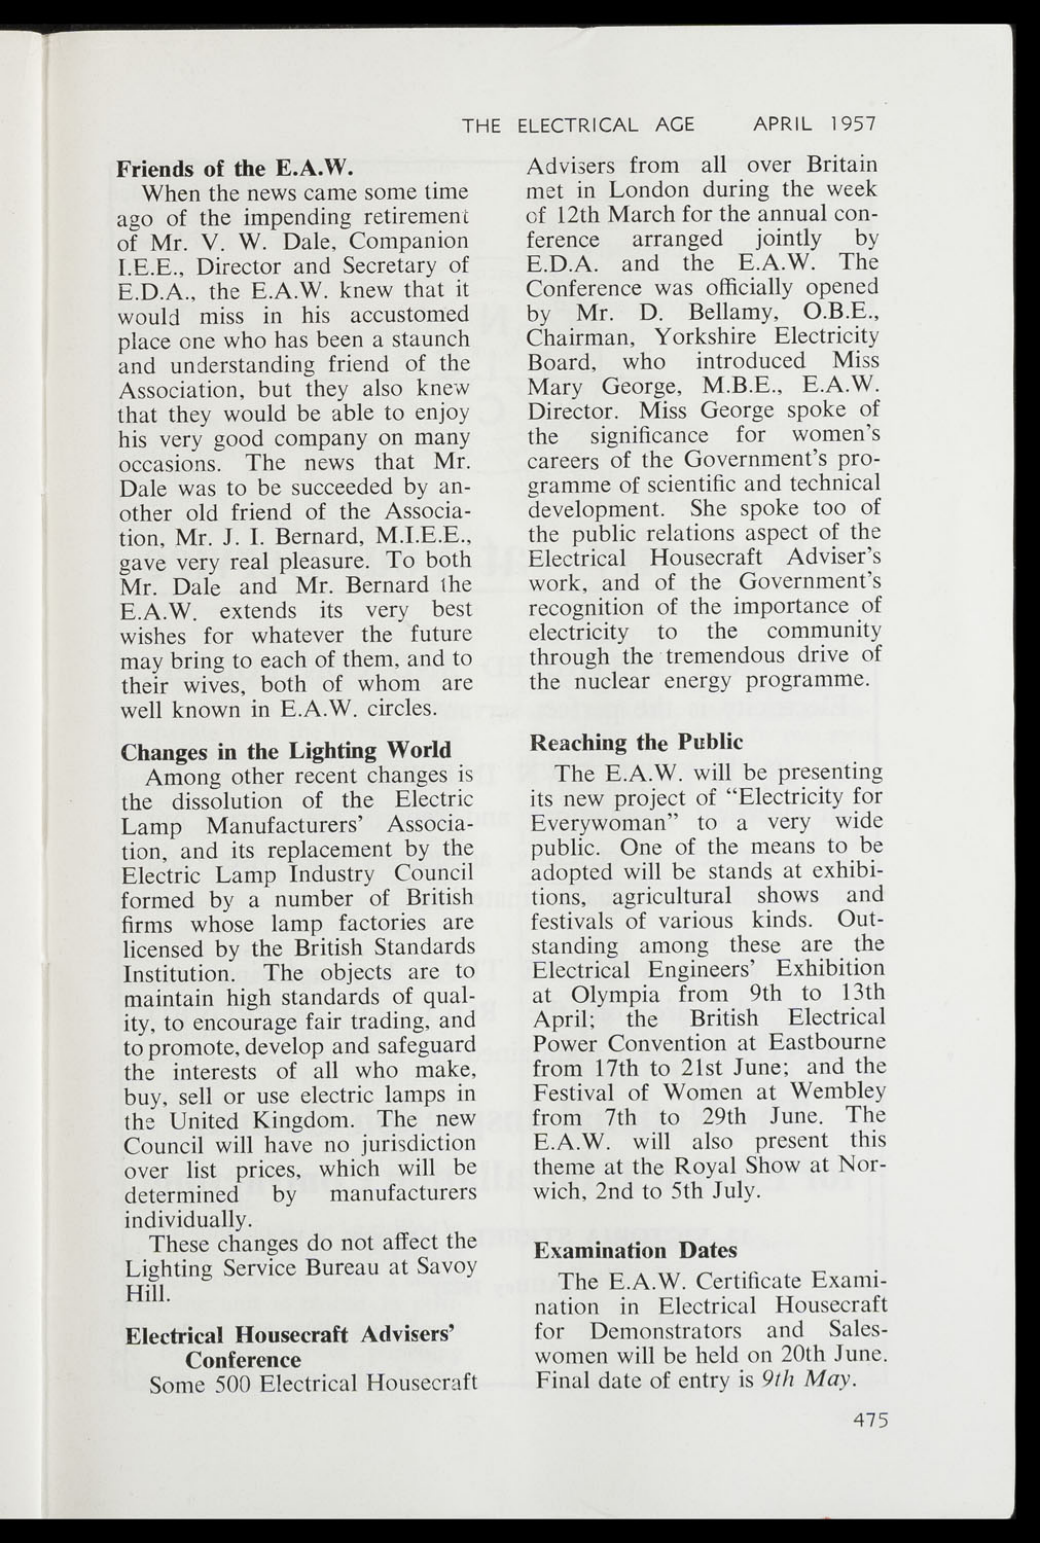 THE ELECTRICAL AGE APRIL 1957
Friends of the E.A.W.
When the news came some time
ago of the impending retirement
of Mr. V. W. Dale, Companion
I.E.E., Director and Secretary of
E.D.A., the E.A.W. knew that it
would miss in his accustomed
place one who has been a staunch
and understanding friend of the
Association, but they also knew
that they would be able to enjoy
his very good company on many
occasions. The news that Mr.
Dale was to be succeeded by an-
other old friend of the Associa-
tion, Mr. J. I. Bernard, M.I.E.E.,
gave very real pleasure. To both
Mr. Dale and Mr. Bernard the
E.A.W. extends its very best
wishes for whatever the future
may bring to each of them, and to
their wives, both of whom are
well known in E.A.W. circles.
Changes in the Lighting World
Among other recent changes is
the dissolution of the Electric
Lamp Manufacturers' Associa-
tion, and its replacement by the
Electric Lamp Industry Council
formed by a number of British
firms whose lamp factories are
licensed by the British Standards
Institution. The objects are to
maintain high standards of qual-
ity, to encourage fair trading, and
to promote, develop and safeguard
the interests of all who make,
buy, sell or use electric lamps in
the United Kingdom. The new
Council will have no jurisdiction
over list prices, which will be
determined by manufacturers
individually.
These changes do not affect the
Lighting Service Bureau at Savoy
Hill.
Electrical Housecraft Advisers'
Conference
Some 500 Electrical Housecraft
Advisers from all over Britain
met in London during the week
of 12th March for the annual con-
ference arranged jointly by
E.D.A. and the E.A.W. The
Conference was officially opened
by Mr. D. Bellamy, O.B.E.,
Chairman, Yorkshire Electricity
Board, who introduced Miss
Mary George, M.B.E., E.A.W.
Director. Miss George spoke of
the significance for women's
careers of the Government's pro-
gramme of scientific and technical
development. She spoke too of
the public relations aspect of the
Electrical Housecraft Adviser's
work, and of the Government's
recognition of the importance of
electricity to the community
through the tremendous drive of
the nuclear energy programme.
Reaching the Public
The E.A.W. will be presenting
its new project of “Electricity for
Everywoman” to a very wide
public. One of the means to be
adopted will be stands at exhibi-
tions, agricultural shows and
festivals of various kinds. Out-
standing among these are the
Electrical Engineers' Exhibition
at Olympia from 9th to 13th
April; the British Electrical
Power Convention at Eastbourne
from 17th to 21st June; and the
Festival of Women at Wembley
from 7th to 29th June. The
E.A.W. will also present this
theme at the Royal Show at Nor-
wich, 2nd to 5th July.
Examination Dates
The E.A.W. Certificate Exami-
nation in Electrical Housecraft
for Demonstrators and Sales-
women will be held on 20th June.
Final date of entry is 9th May.
475